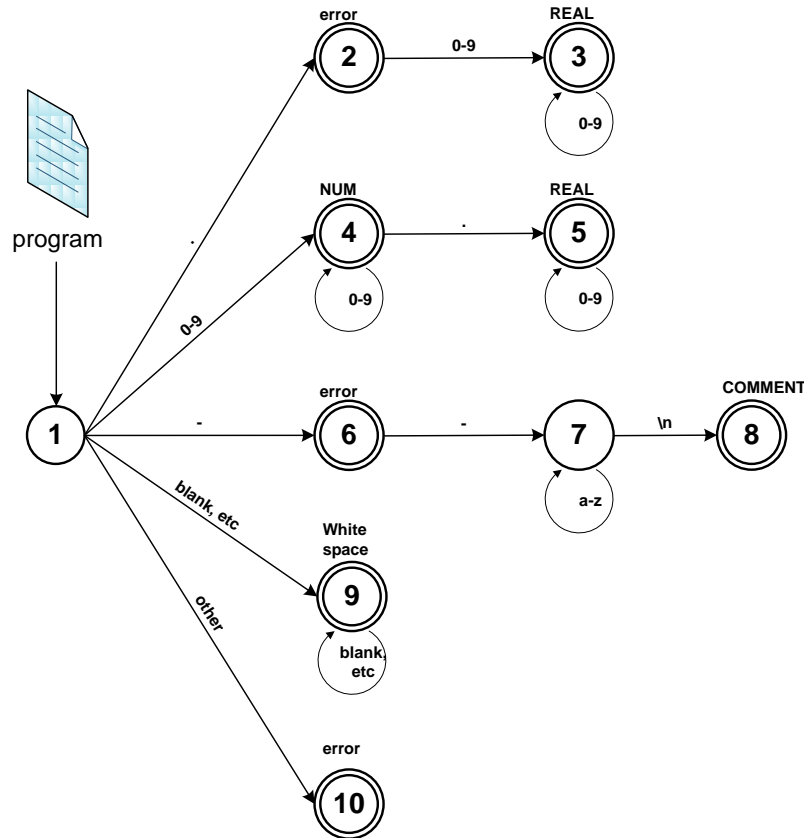 error
REAL
2
0-9
3
0-9
program
NUM
REAL
.
4
.
5
0-9
0-9
0-9
error
COMMENT
1
-
6
-
7
\n
8
a-z
blank, etc
White
space
9
blank,
etc
other
error
10